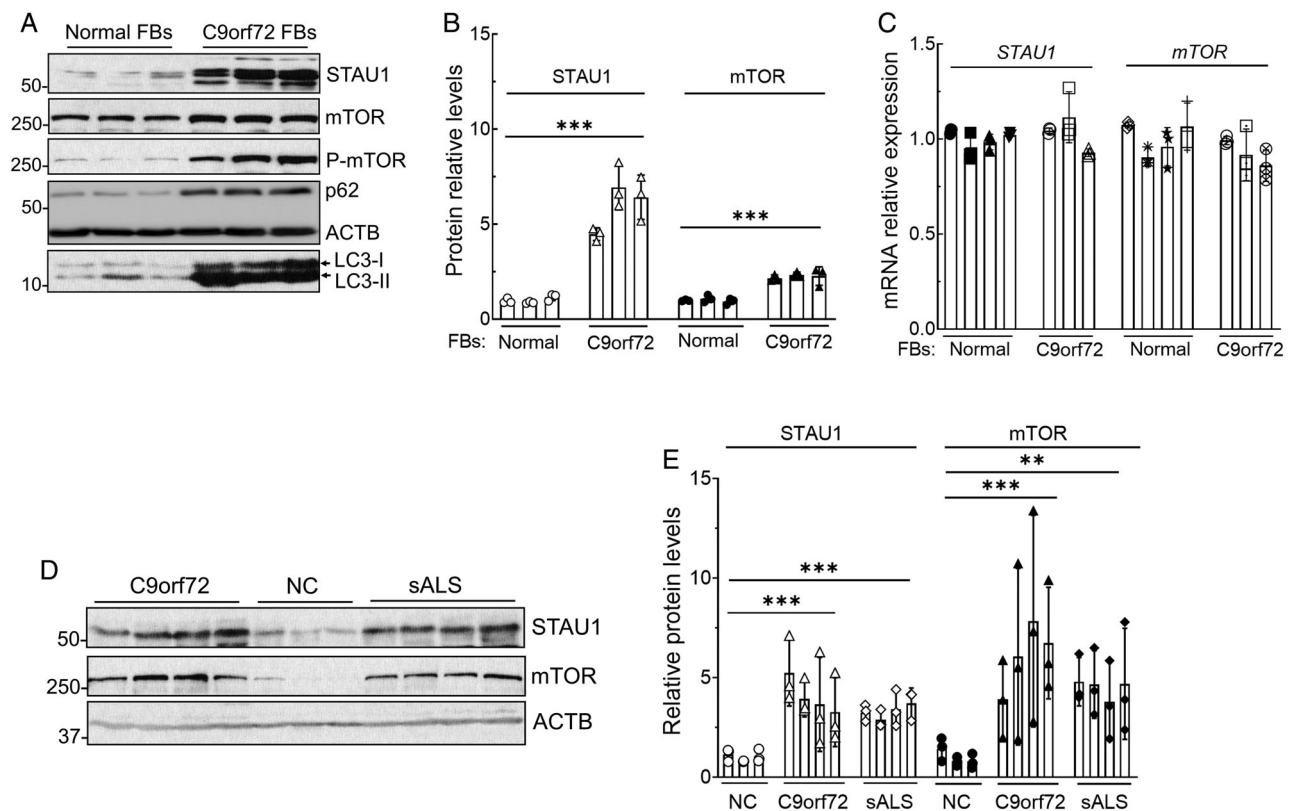 A
Normal FBs
C9orf72 FBs
STAU1
50
mTOR
250
P-mTOR
250
p62
50
ACTB
LC3-I
10
LC3-II
B
15
STAU1
mTOR
10
***
5
***
0
Protein relative levels
FBs:
Normal
C9orf72
Normal
C9orf72
C
1.5
STAU1
mTOR
1.0
0.5
0.0
mRNA relative expression
FBs:
Normal
C9orf72
Normal
C9orf72
D
C9orf72
NC
sALS
STAU1
50
mTOR
250
ACTB
37
E
STAU1
mTOR
15
**
***
10
***
***
5
0
Relative protein levels
NC
C9orf72
sALS
NC
C9orf72
sALS